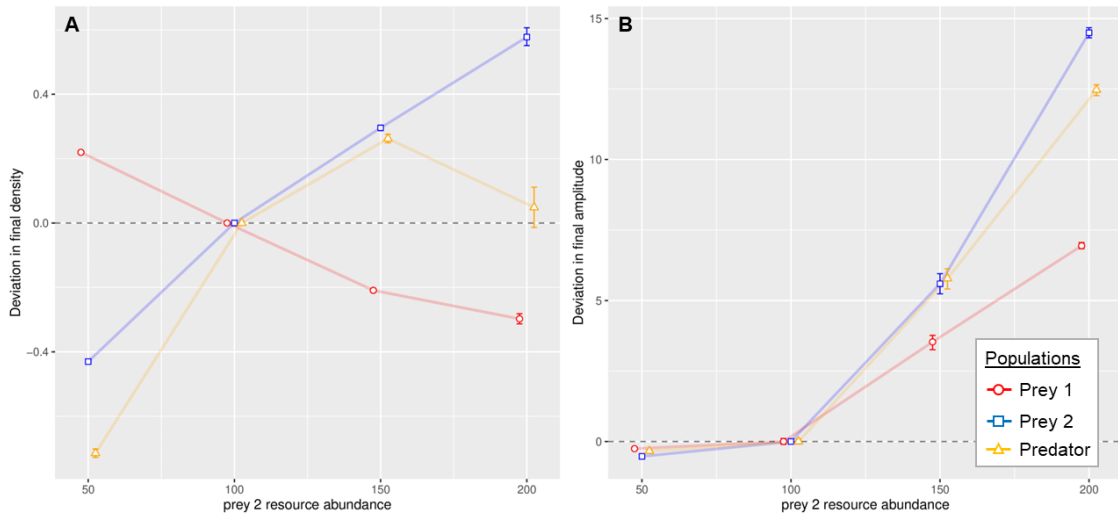 A
Deviation in final density
0.4
0.0
−0.4
50
100
150
200
prey 2 resource abundance
B
Deviation in final amplitude
15
10
5
0
50
100
150
200
prey 2 resource abundance
Populations
Prey 1
Prey 2
Predator